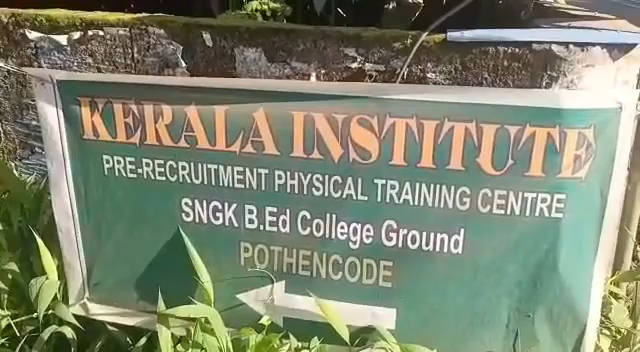 KERALA INSTITUTE
PRE-RECRUITMENT PHYSICAL TRAINING CENTRE
SNGK B.Ed College Ground
POTHENCODE